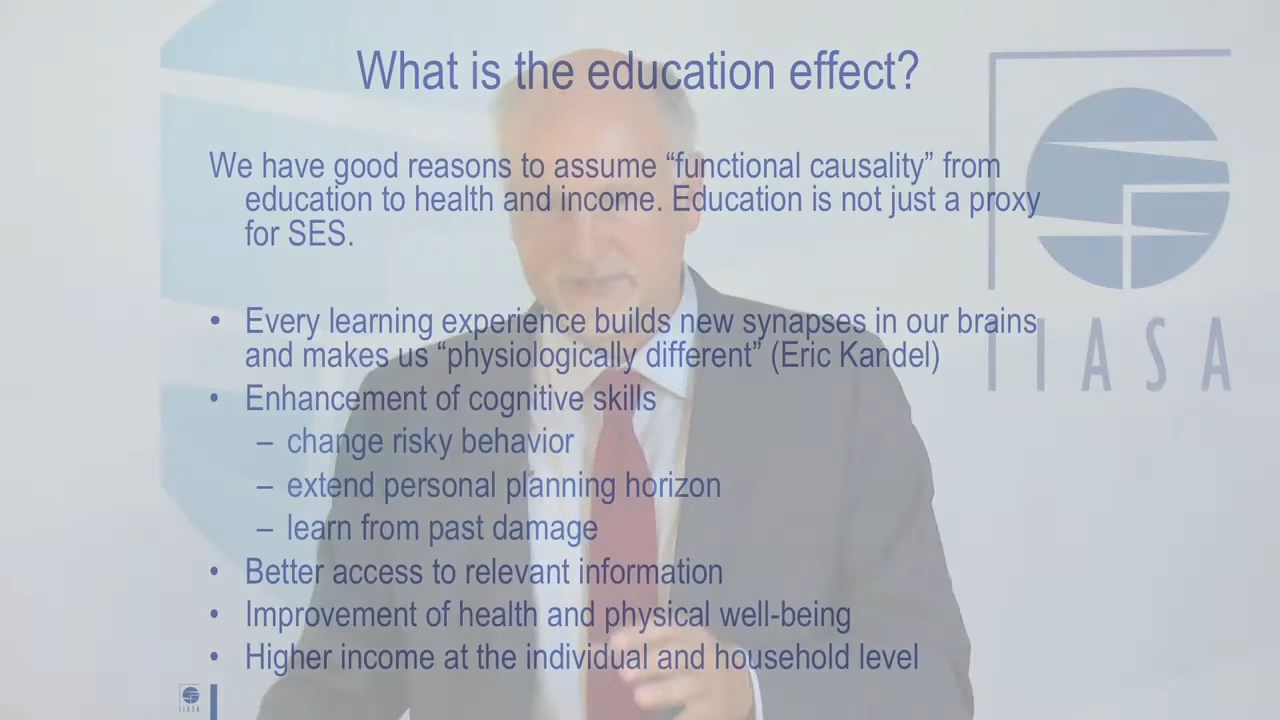 What is the education effect?
We have good reasons to assume “functional causality” from
education to health and income. Education is not just a proxy
for SES.
• Every learning experience builds new synapses in our brains
and makes us “physiologically different” (Eric Kandel)
• Enhancement of cognitive skills
– change risky behavior
– extend personal planning horizon
– learn from past damage
• Better access to relevant information
• Improvement of health and physical well-being
• Higher income at the individual and household level
IIASA
IIASA